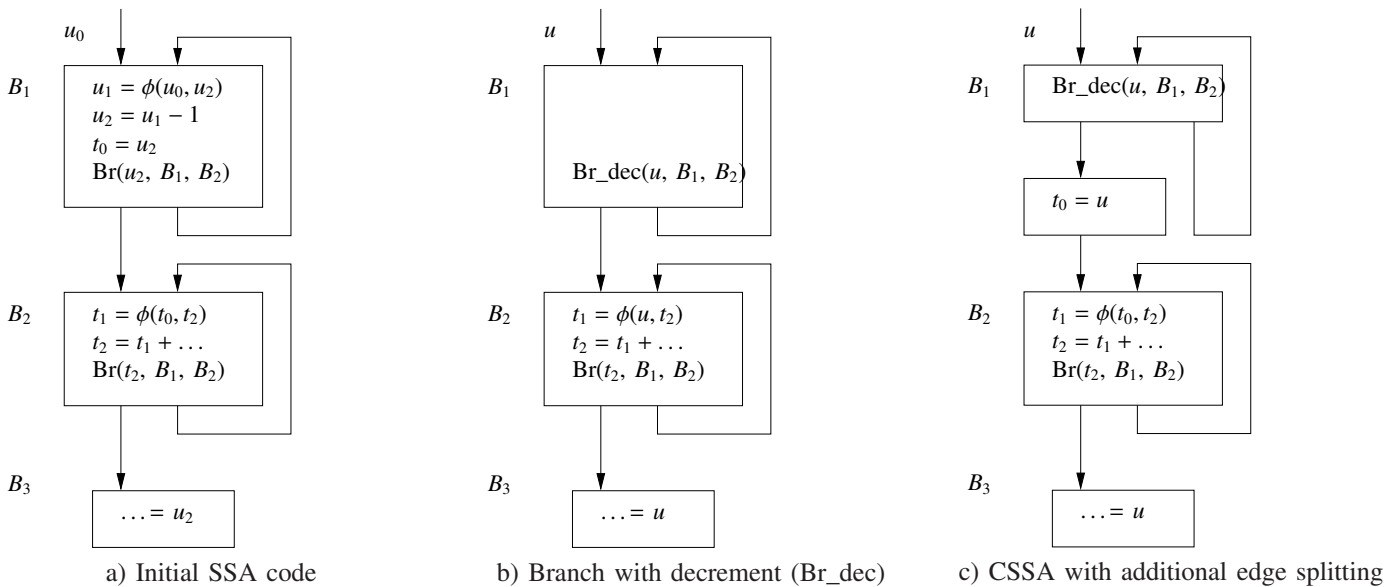 u₀
B₁
u₁ = ϕ(u₀, u₂)
u₂ = u₁ − 1
t₀ = u₂
Br(u₂, B₁, B₂)
B₂
t₁ = ϕ(t₀, t₂)
t₂ = t₁ + …
Br(t₂, B₁, B₂)
B₃
… = u₂
a) Initial SSA code
u
B₁
Br_dec(u, B₁, B₂)
B₂
t₁ = ϕ(u, t₂)
t₂ = t₁ + …
Br(t₂, B₁, B₂)
B₃
… = u
b) Branch with decrement (Br_dec)
u
B₁
Br_dec(u, B₁, B₂)
t₀ = u
B₂
t₁ = ϕ(t₀, t₂)
t₂ = t₁ + …
Br(t₂, B₁, B₂)
B₃
… = u
c) CSSA with additional edge splitting